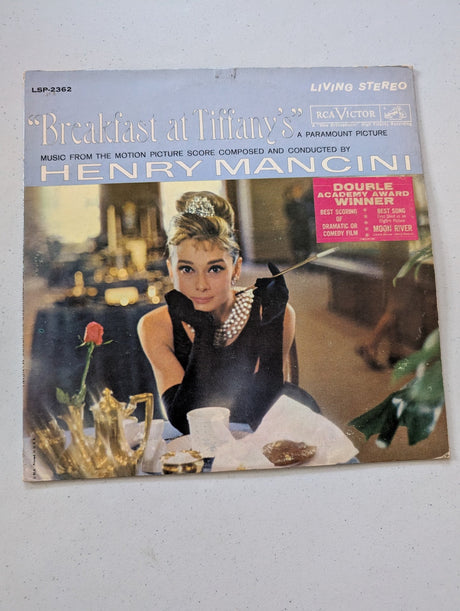 LSP-2362
LIVING STEREO
RCA VICTOR
"Breakfast at Tiffany's"
A PARAMOUNT PICTURE
MUSIC FROM THE MOTION PICTURE SCORE COMPOSED AND CONDUCTED BY
HENRY MANCINI
DOUBLE
ACADEMY AWARD
WINNER
BEST SCORING
OF
DRAMATIC OR
COMEDY FILM
BEST SONG
MOON RIVER